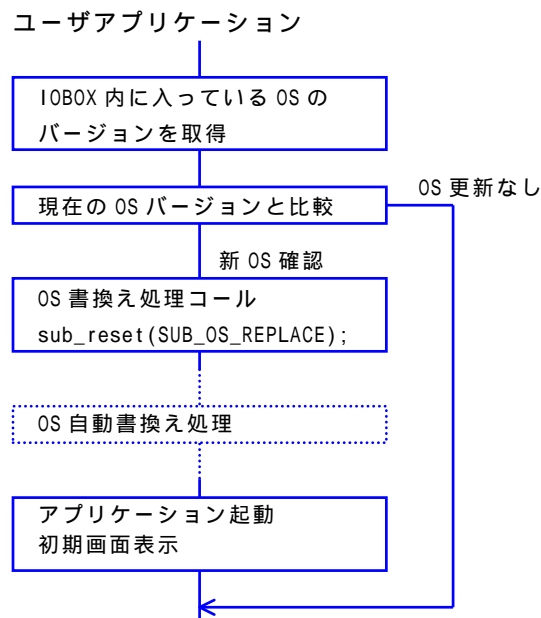 ユーザアプリケーション
IOBOX 内に入っている OS の
バージョンを取得
現在の OS バージョンと比較
OS 更新なし
新 OS 確認
OS 書換え処理コール
sub_reset(SUB_OS_REPLACE);
OS 自動書換え処理
アプリケーション起動
初期画面表示